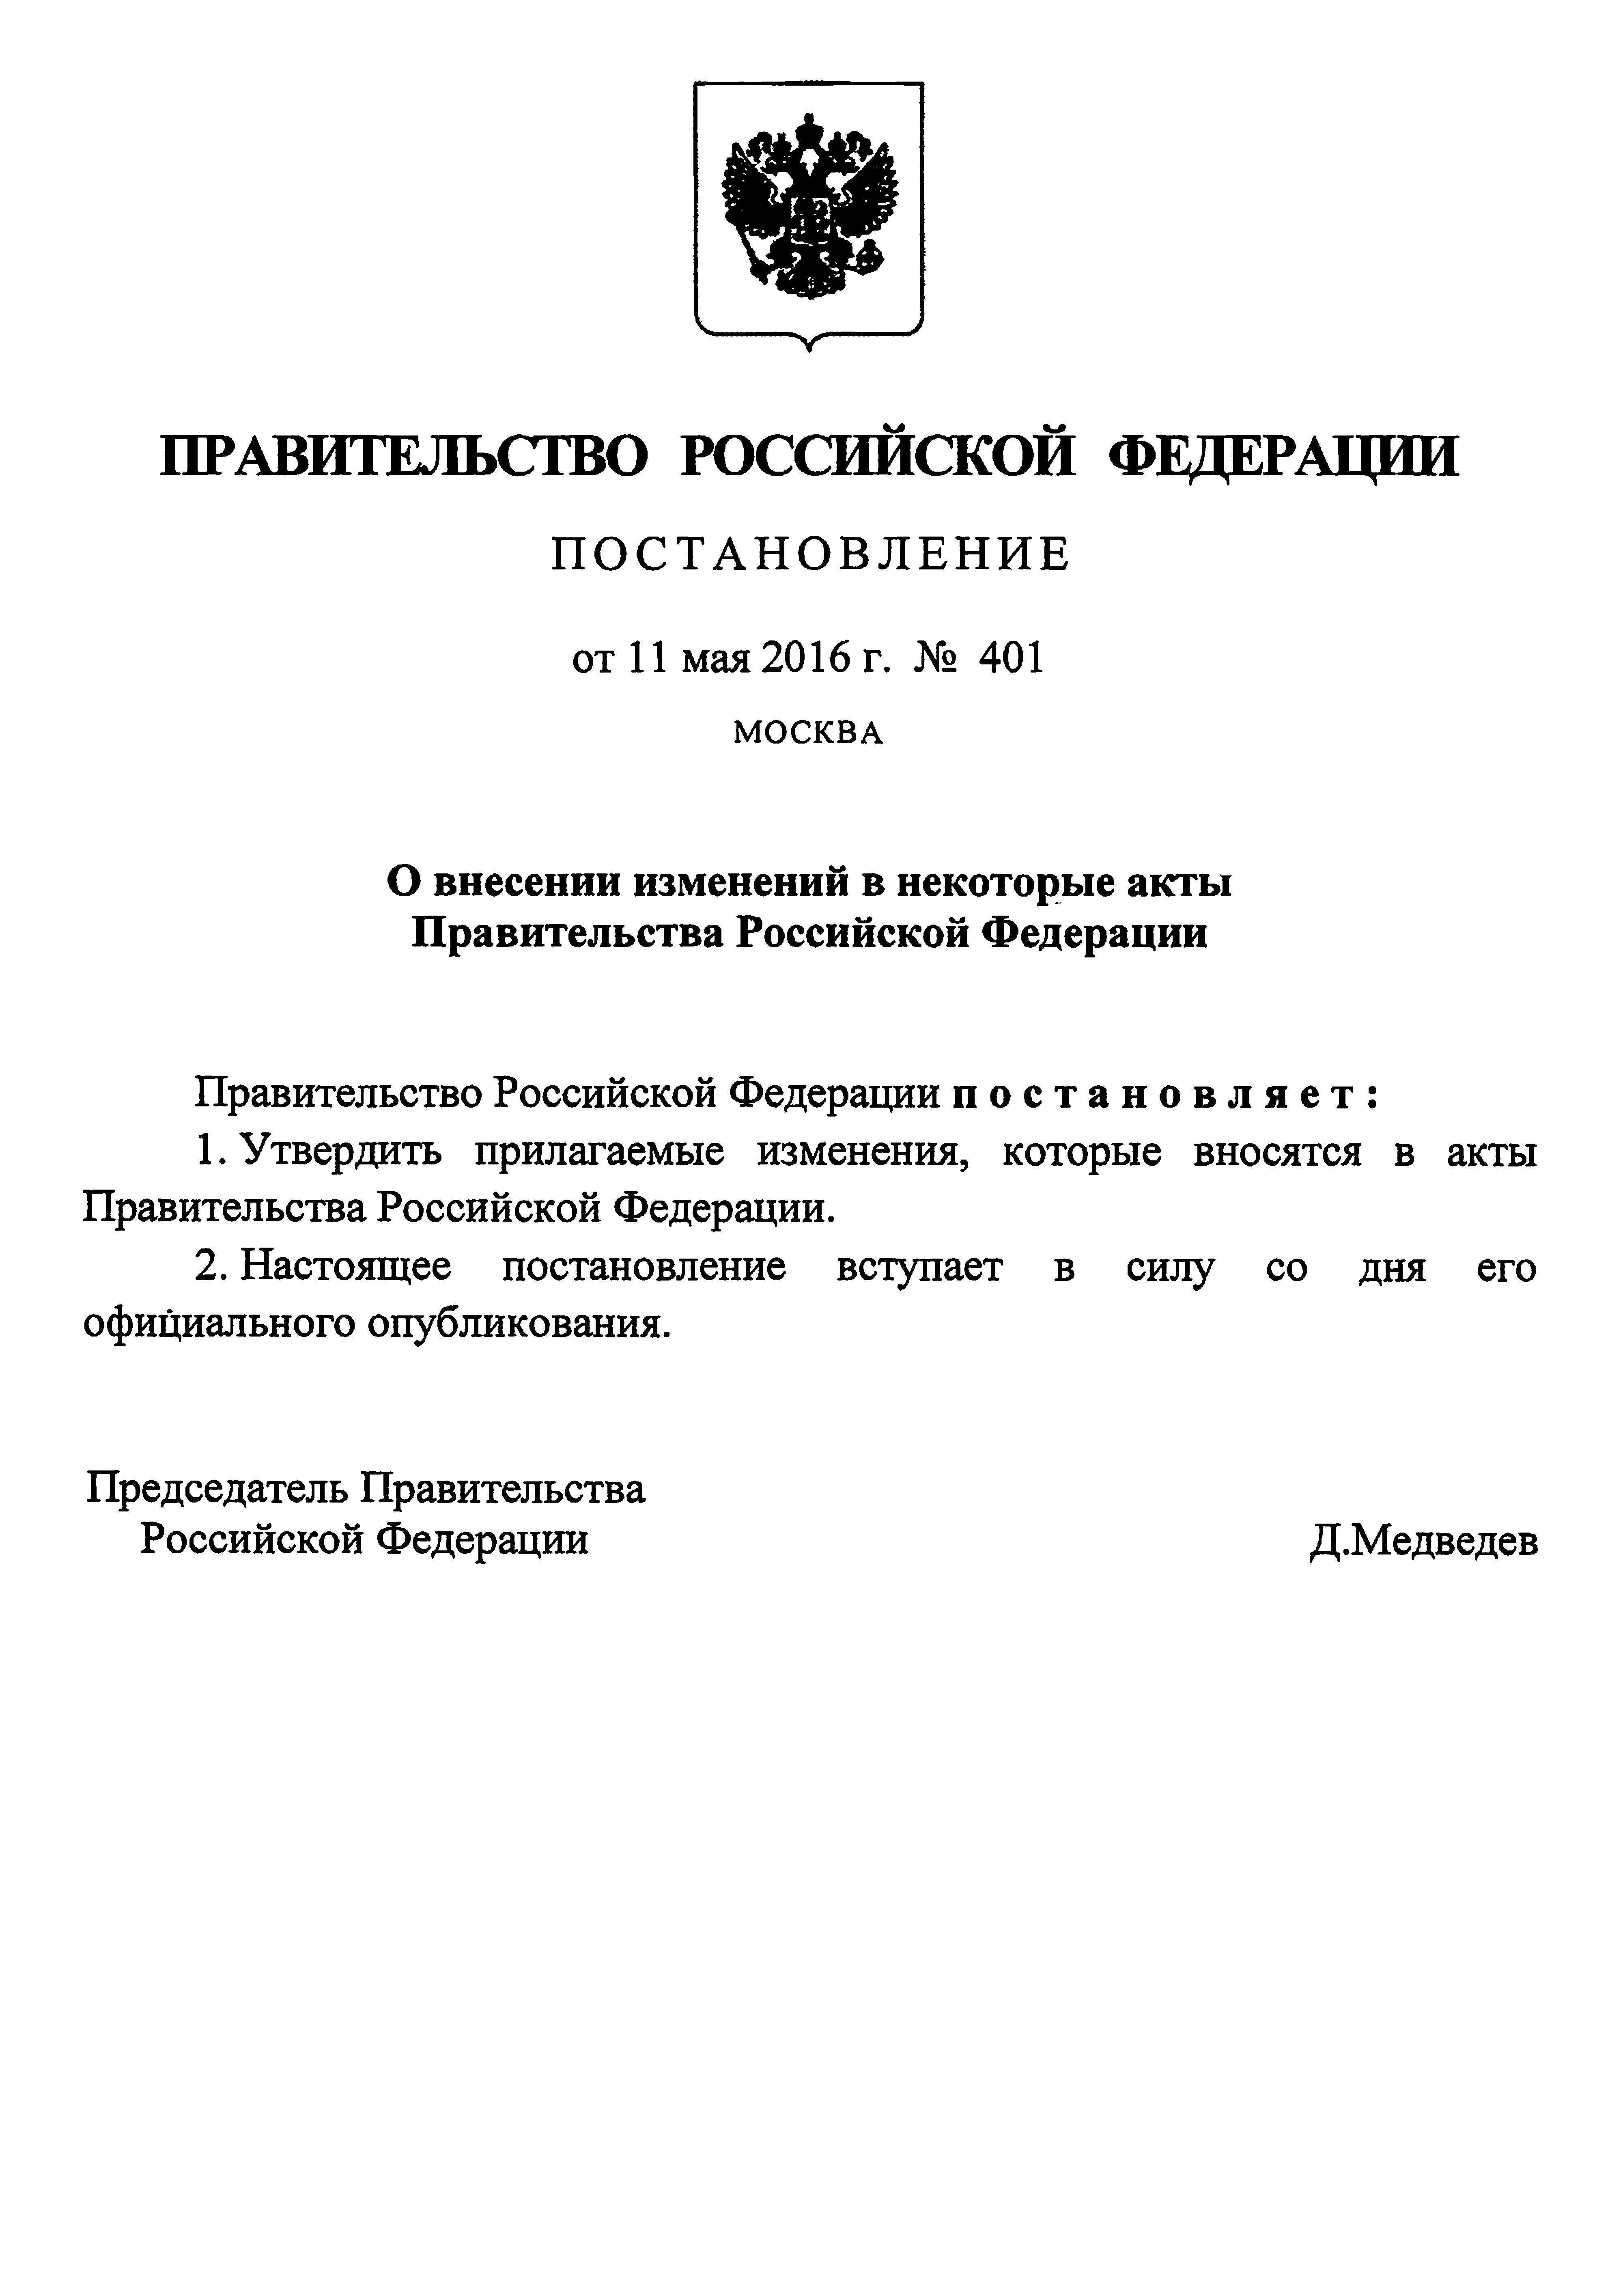 ПРАВИТЕЛЬСТВО РОССИЙСКОЙ ФЕДЕРАЦИИ
ПОСТАНОВЛЕНИЕ
от 11 мая 2016 г. № 401
МОСКВА
О внесении изменений в некоторые акты
Правительства Российской Федерации
Правительство Российской Федерации постановляет:
1. Утвердить прилагаемые изменения, которые вносятся в акты
Правительства Российской Федерации.
2. Настоящее постановление вступает в силу со дня его
официального опубликования.
Председатель Правительства
Российской Федерации Д.Медведев